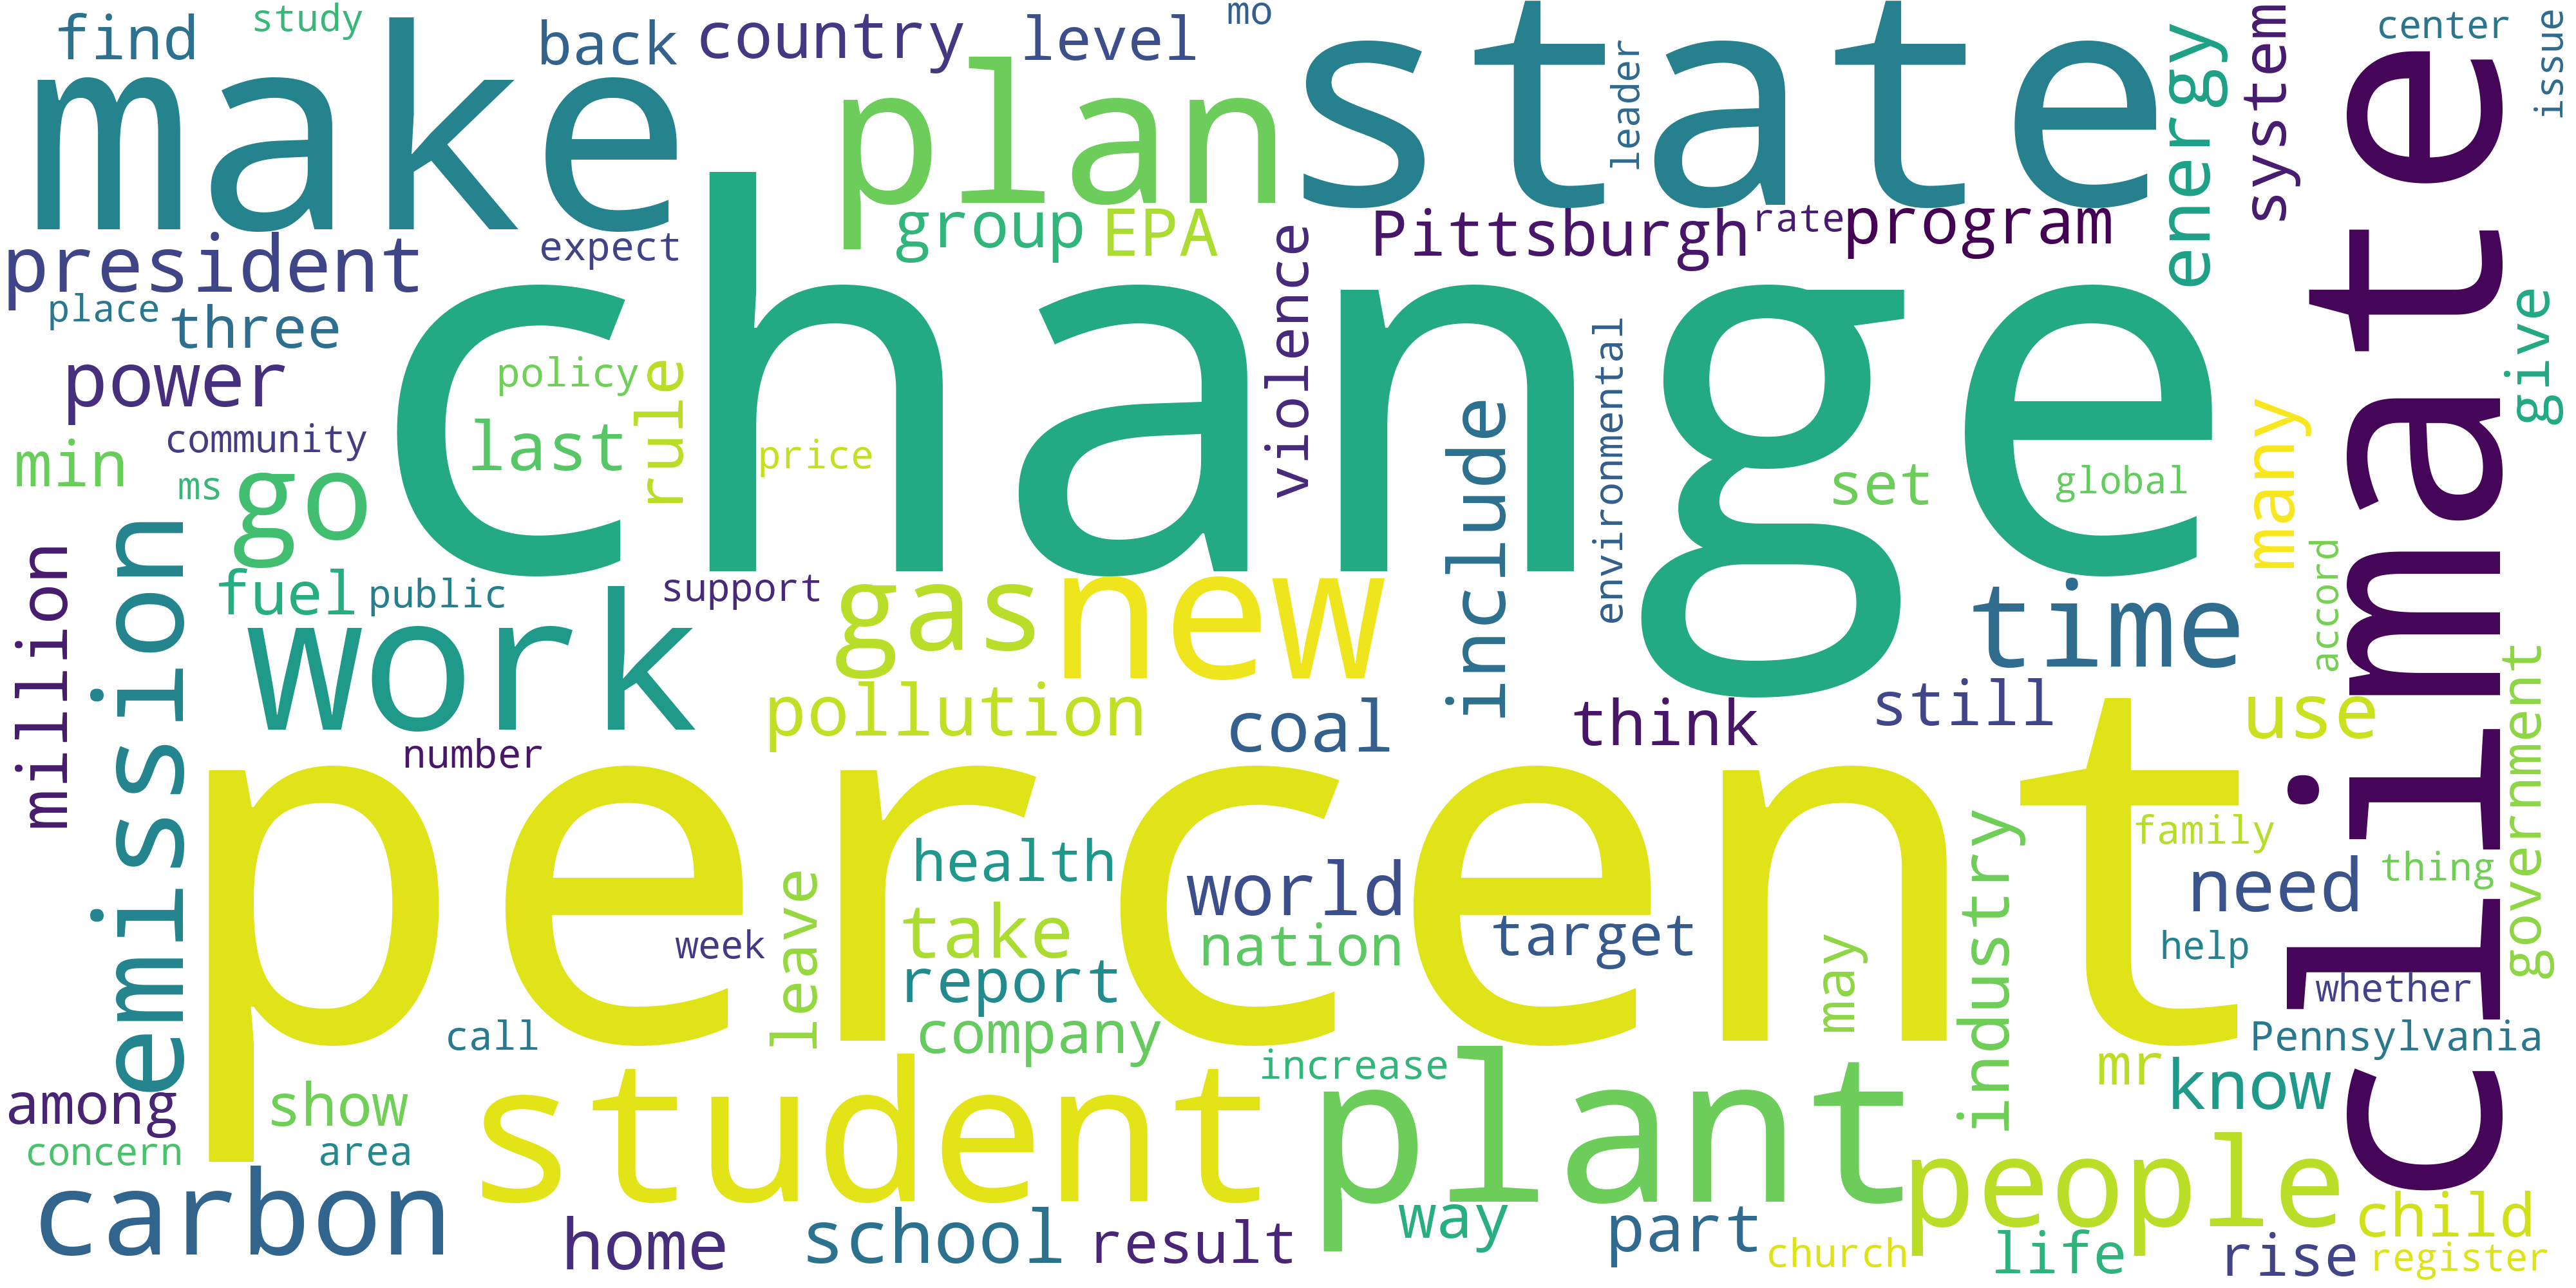 find
study
back
country
level
mo
make
plan
state
leader
energy
system
center
issue
climate
president
expect
group
EPA
violence
Pittsburgh
rate
program
place
three
change
give
power
policy
rule
include
environmental
many
community
last
price
min
ms
go
set
global
million
emission
fuel
public
support
gas
new
time
accord
government
work
pollution
coal
think
still
use
number
percent
health
leave
world
industry
family
need
thing
week
take
nation
target
may
help
report
whether
call
company
Pennsylvania
among
show
student
increase
plant
mr
know
concern
area
people
carbon
home
school
result
way
part
church
life
child
rise
register